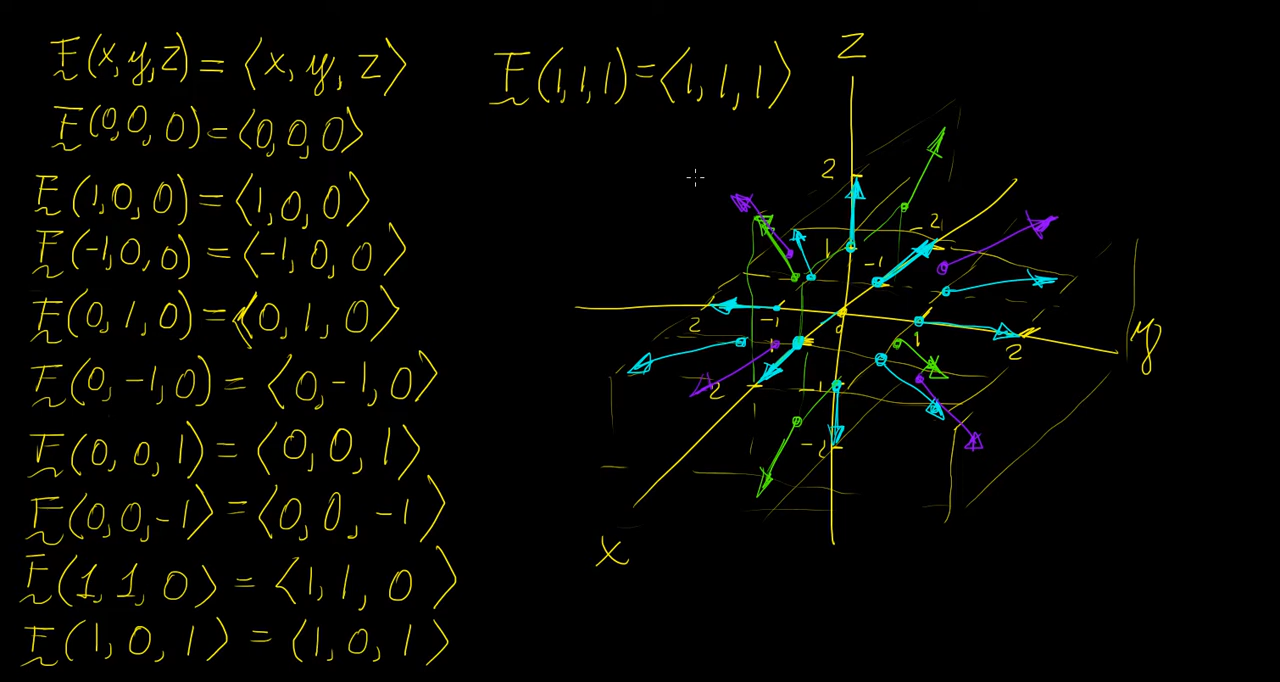 F(x, y, z) = ⟨x, y, z⟩
F(0, 0, 0) = ⟨0, 0, 0⟩
F(1, 0, 0) = ⟨1, 0, 0⟩
F(-1, 0, 0) = ⟨-1, 0, 0⟩
F(0, 1, 0) = ⟨0, 1, 0⟩
F(0, -1, 0) = ⟨0, -1, 0⟩
F(0, 0, 1) = ⟨0, 0, 1⟩
F(0, 0, -1⟩ = ⟨0, 0, -1⟩
F(1, 1, 0⟩ = ⟨1, 1, 0⟩
F(1, 0, 1) = ⟨1, 0, 1⟩
F(1, 1, 1) = ⟨1, 1, 1⟩
z
2
1
-2
-1
2
-1
0
1
2
y
1
2
-1
-2
x